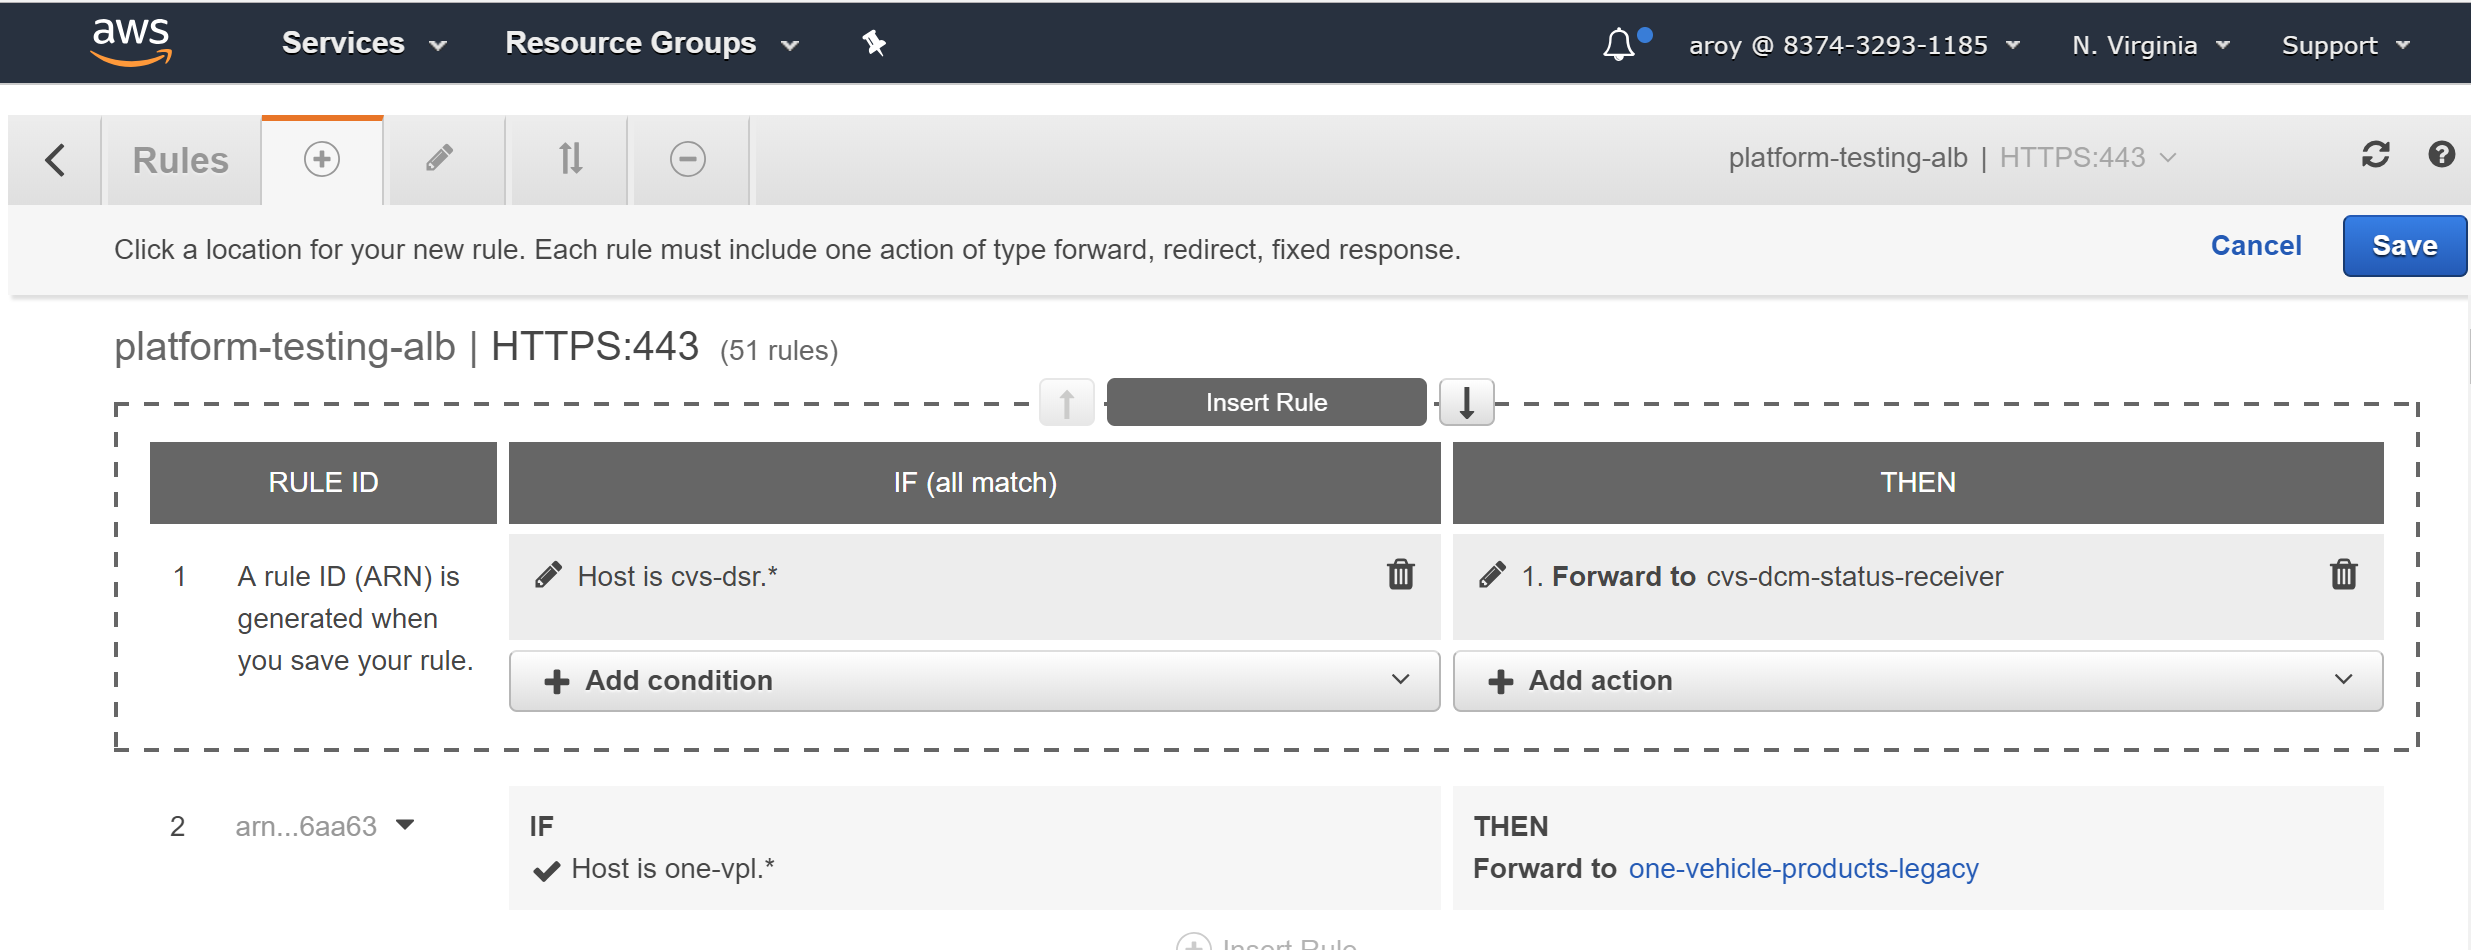 aws Services Resource Groups aroy @ 8374-3293-1185 N. Virginia Support
Rules platform-testing-alb | HTTPS:443
Click a location for your new rule. Each rule must include one action of type forward, redirect, fixed response. Cancel Save
platform-testing-alb | HTTPS:443 (51 rules)
Insert Rule
RULE ID IF (all match) THEN
1 A rule ID (ARN) is generated when you save your rule.
Host is cvs-dsr.*
1. Forward to cvs-dcm-status-receiver
Add condition Add action
2 arn...6aa63
IF
Host is one-vpl.*
THEN
Forward to one-vehicle-products-legacy
Insert Rule